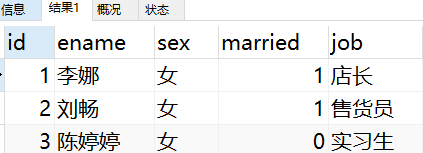 信息 结果1 概况 状态
id ename sex married job
1 李娜 女 1 店长
2 刘畅 女 1 售货员
3 陈婷婷 女 0 实习生